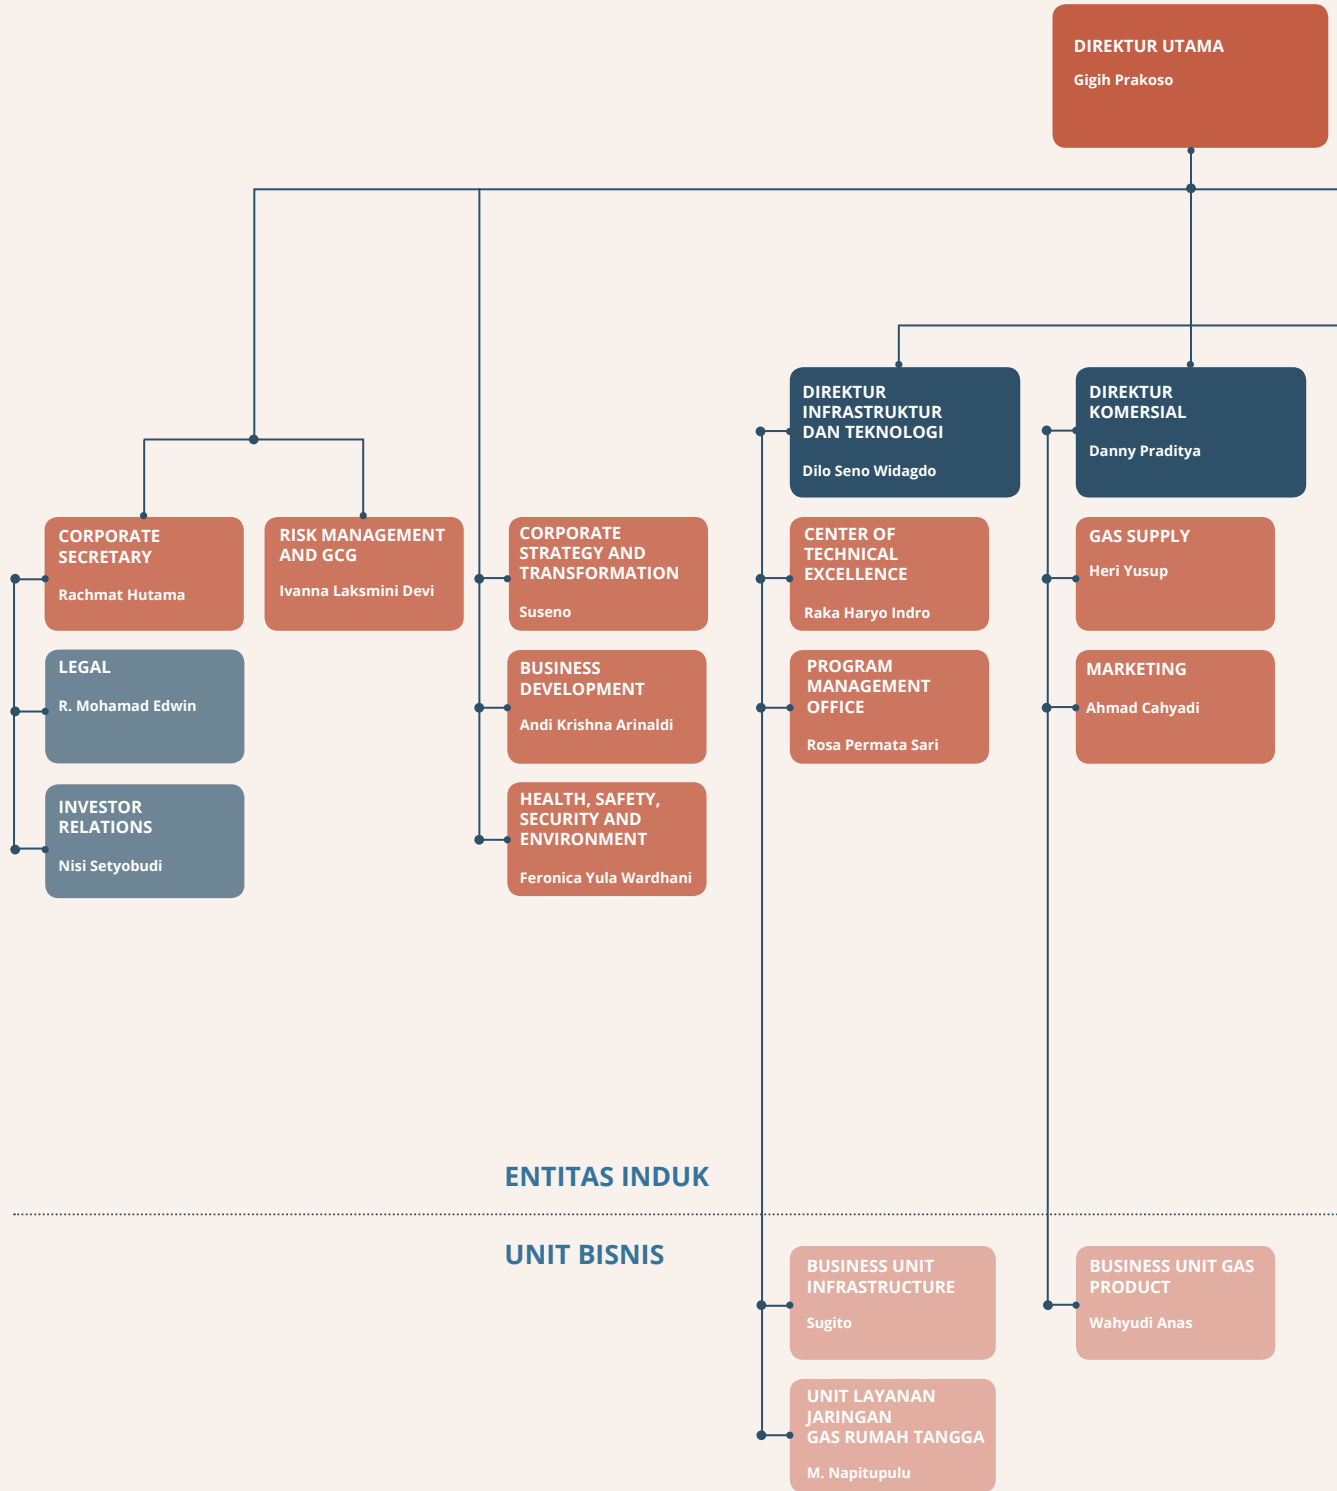 DIREKTUR UTAMA
Gigih Prakoso
DIREKTUR
INFRASTRUKTUR
DAN TEKNOLOGI
Dilo Seno Widagdo
DIREKTUR
KOMERSIAL
Danny Praditya
CORPORATE
SECRETARY
Rachmat Hutama
RISK MANAGEMENT
AND GCG
Ivanna Laksmini Devi
CORPORATE
STRATEGY AND
TRANSFORMATION
Suseno
CENTER OF
TECHNICAL
EXCELLENCE
Raka Haryo Indro
GAS SUPPLY
Heri Yusup
LEGAL
R. Mohamad Edwin
BUSINESS
DEVELOPMENT
Andi Krishna Arinaldi
PROGRAM
MANAGEMENT
OFFICE
Rosa Permata Sari
MARKETING
Ahmad Cahyadi
INVESTOR
RELATIONS
Nisi Setyobudi
HEALTH, SAFETY,
SECURITY AND
ENVIRONMENT
Feronica Yula Wardhani
ENTITAS INDUK
UNIT BISNIS
BUSINESS UNIT
INFRASTRUCTURE
Sugito
BUSINESS UNIT GAS
PRODUCT
Wahyudi Anas
UNIT LAYANAN
JARINGAN
GAS RUMAH TANGGA
M. Napitupulu